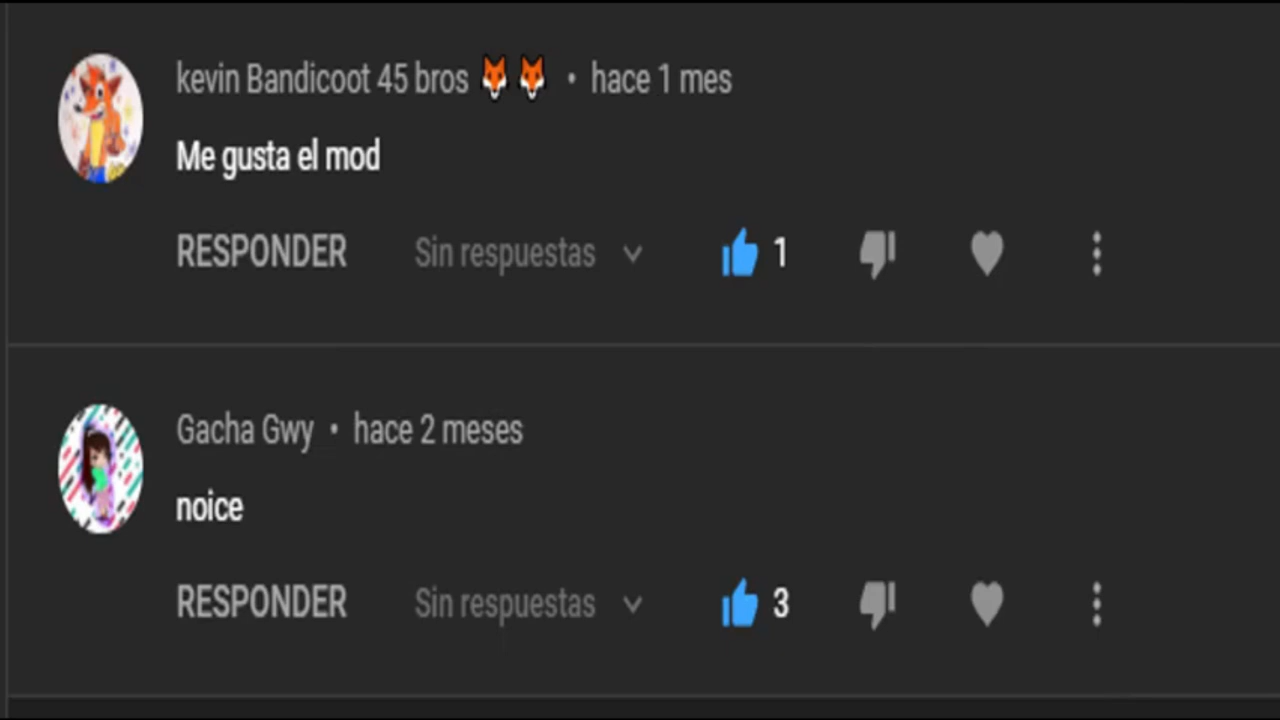 kevin Bandicoot 45 bros 🦊🦊 • hace 1 mes
Me gusta el mod
RESPONDER Sin respuestas 1
Gacha Gwy • hace 2 meses
noice
RESPONDER Sin respuestas 3